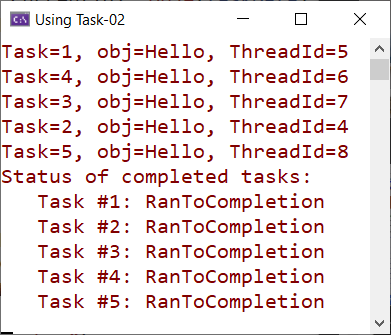 Using Task-02
Task=1, obj=Hello, ThreadId=5
Task=4, obj=Hello, ThreadId=6
Task=3, obj=Hello, ThreadId=7
Task=2, obj=Hello, ThreadId=4
Task=5, obj=Hello, ThreadId=8
Status of completed tasks:
   Task #1: RanToCompletion
   Task #2: RanToCompletion
   Task #3: RanToCompletion
   Task #4: RanToCompletion
   Task #5: RanToCompletion